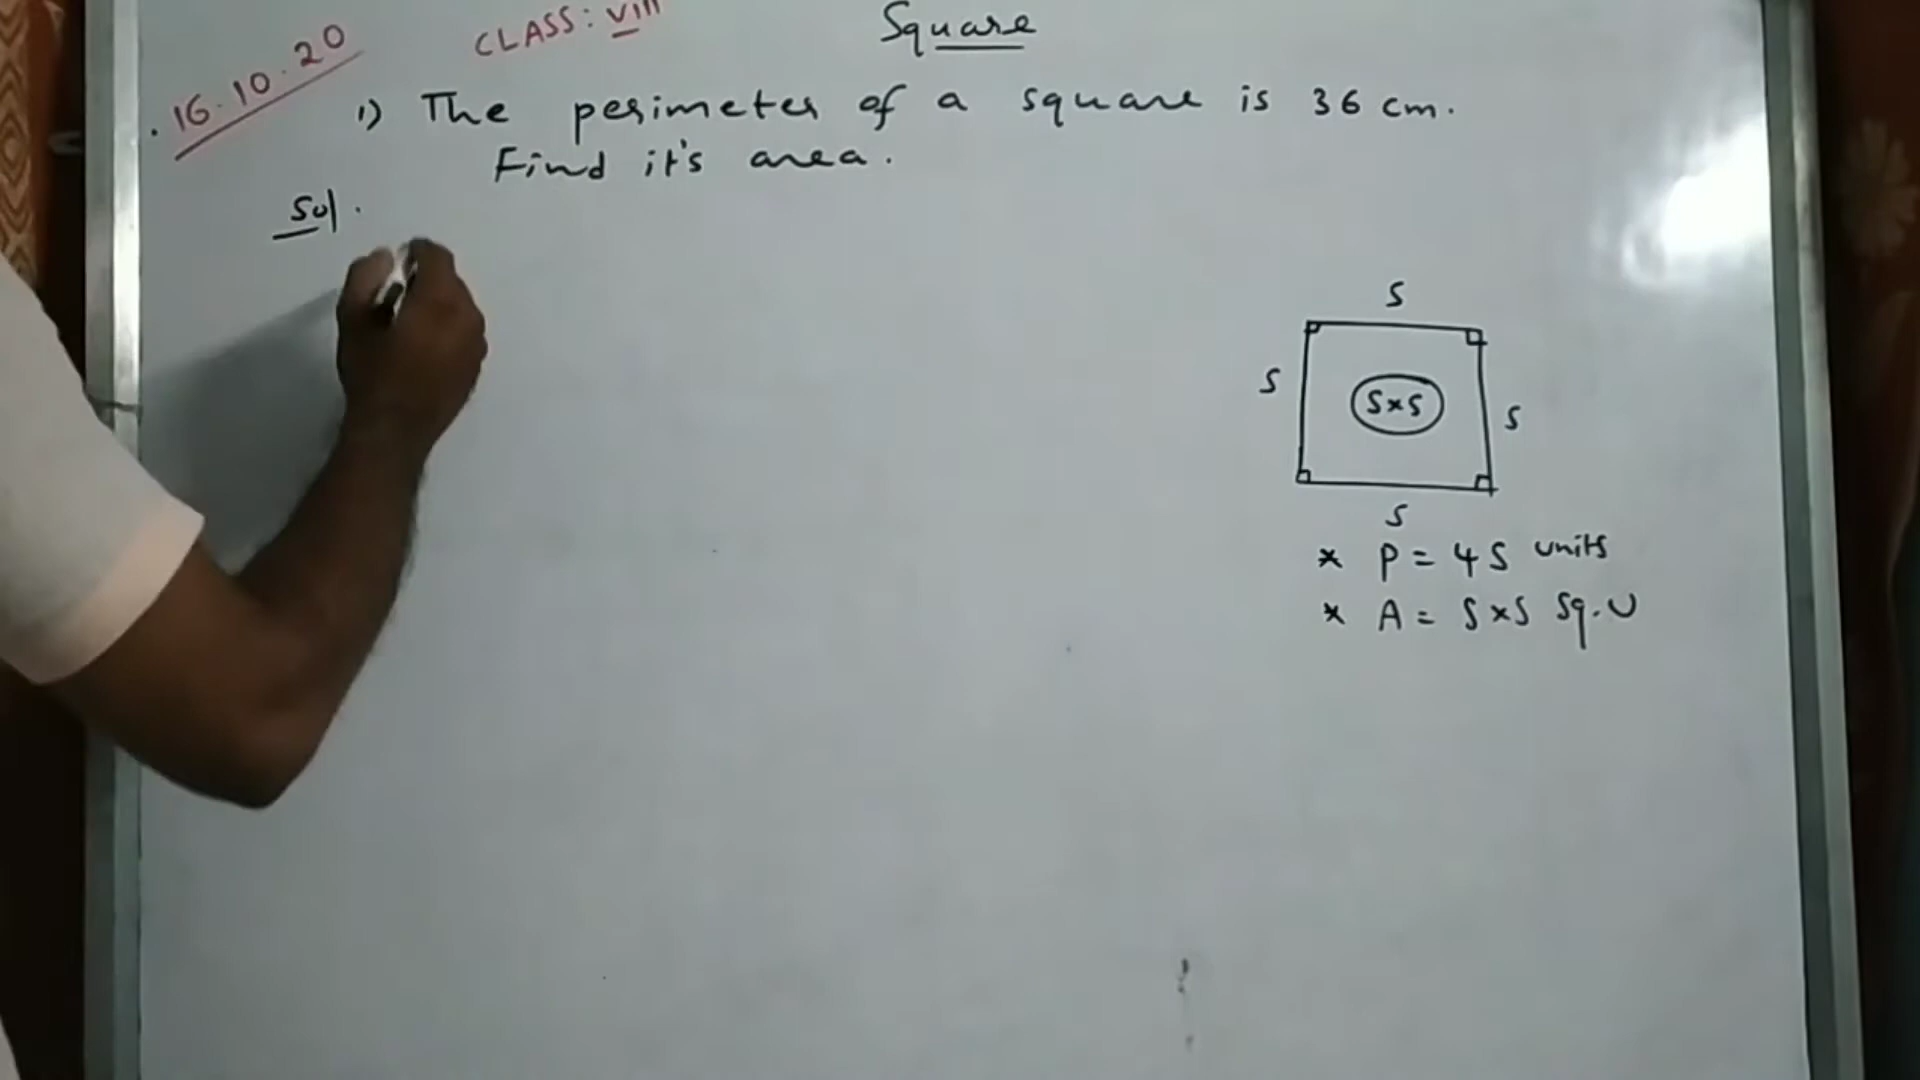 16.10.20
CLASS: VIII
Square
1) The perimeter of a square is 36 cm.
Find it's area.
Sol.
S
S
S×S
S
S
* P = 4S units
* A = S×S Sq.U